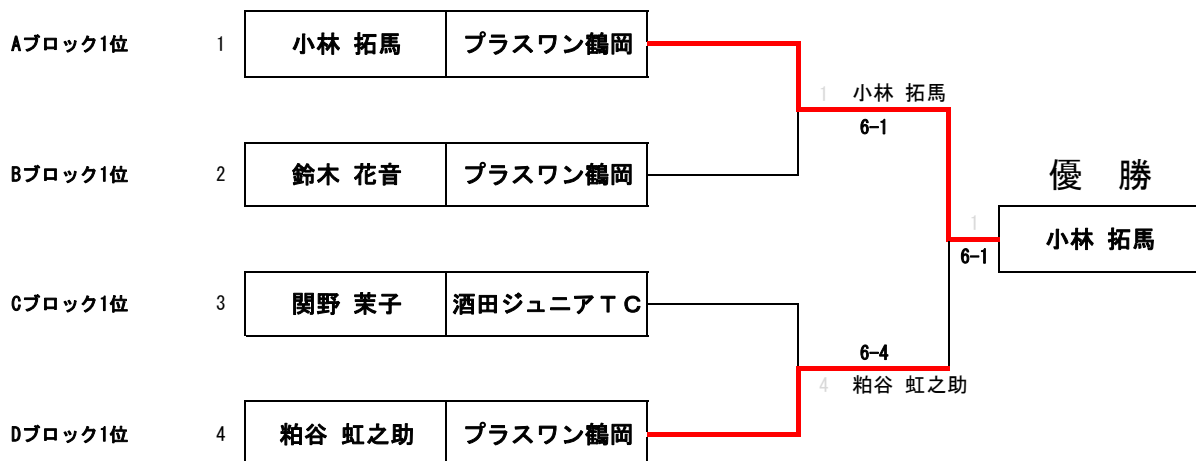 Aブロック1位 1 小林 拓馬 プラスワン鶴岡
1 小林 拓馬
6-1
Bブロック1位 2 鈴木 花音 プラスワン鶴岡
優 勝
1
小林 拓馬
6-1
Cブロック1位 3 関野 茉子 酒田ジュニアＴＣ
6-4
4 粕谷 虹之助
Dブロック1位 4 粕谷 虹之助 プラスワン鶴岡